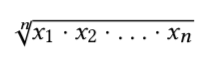 ⁿ√x₁ · x₂ · . . . · xₙ